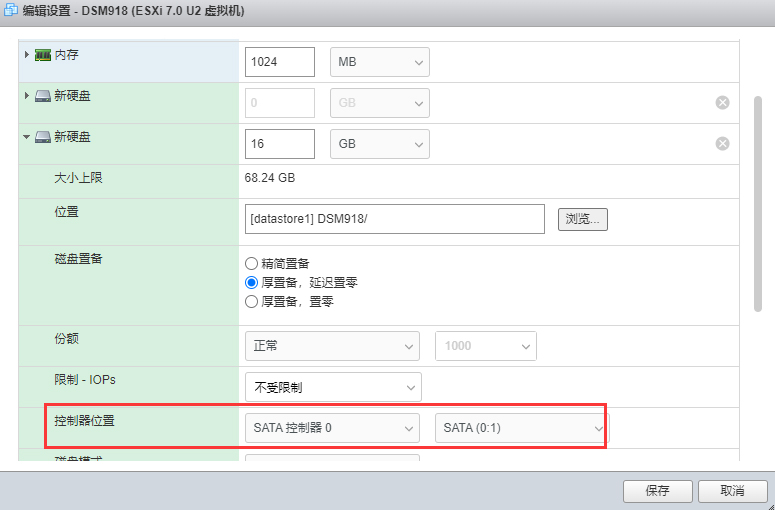 编辑设置 - DSM918 (ESXi 7.0 U2 虚拟机)
内存 1024 MB
新硬盘 0 GB
新硬盘 16 GB
大小上限 68.24 GB
位置 [datastore1] DSM918/ 浏览...
磁盘置备 精简置备
厚置备，延迟置零
厚置备，置零
份额 正常 1000
限制 - IOPs 不受限制
控制器位置 SATA 控制器 0 SATA (0:1)
保存 取消